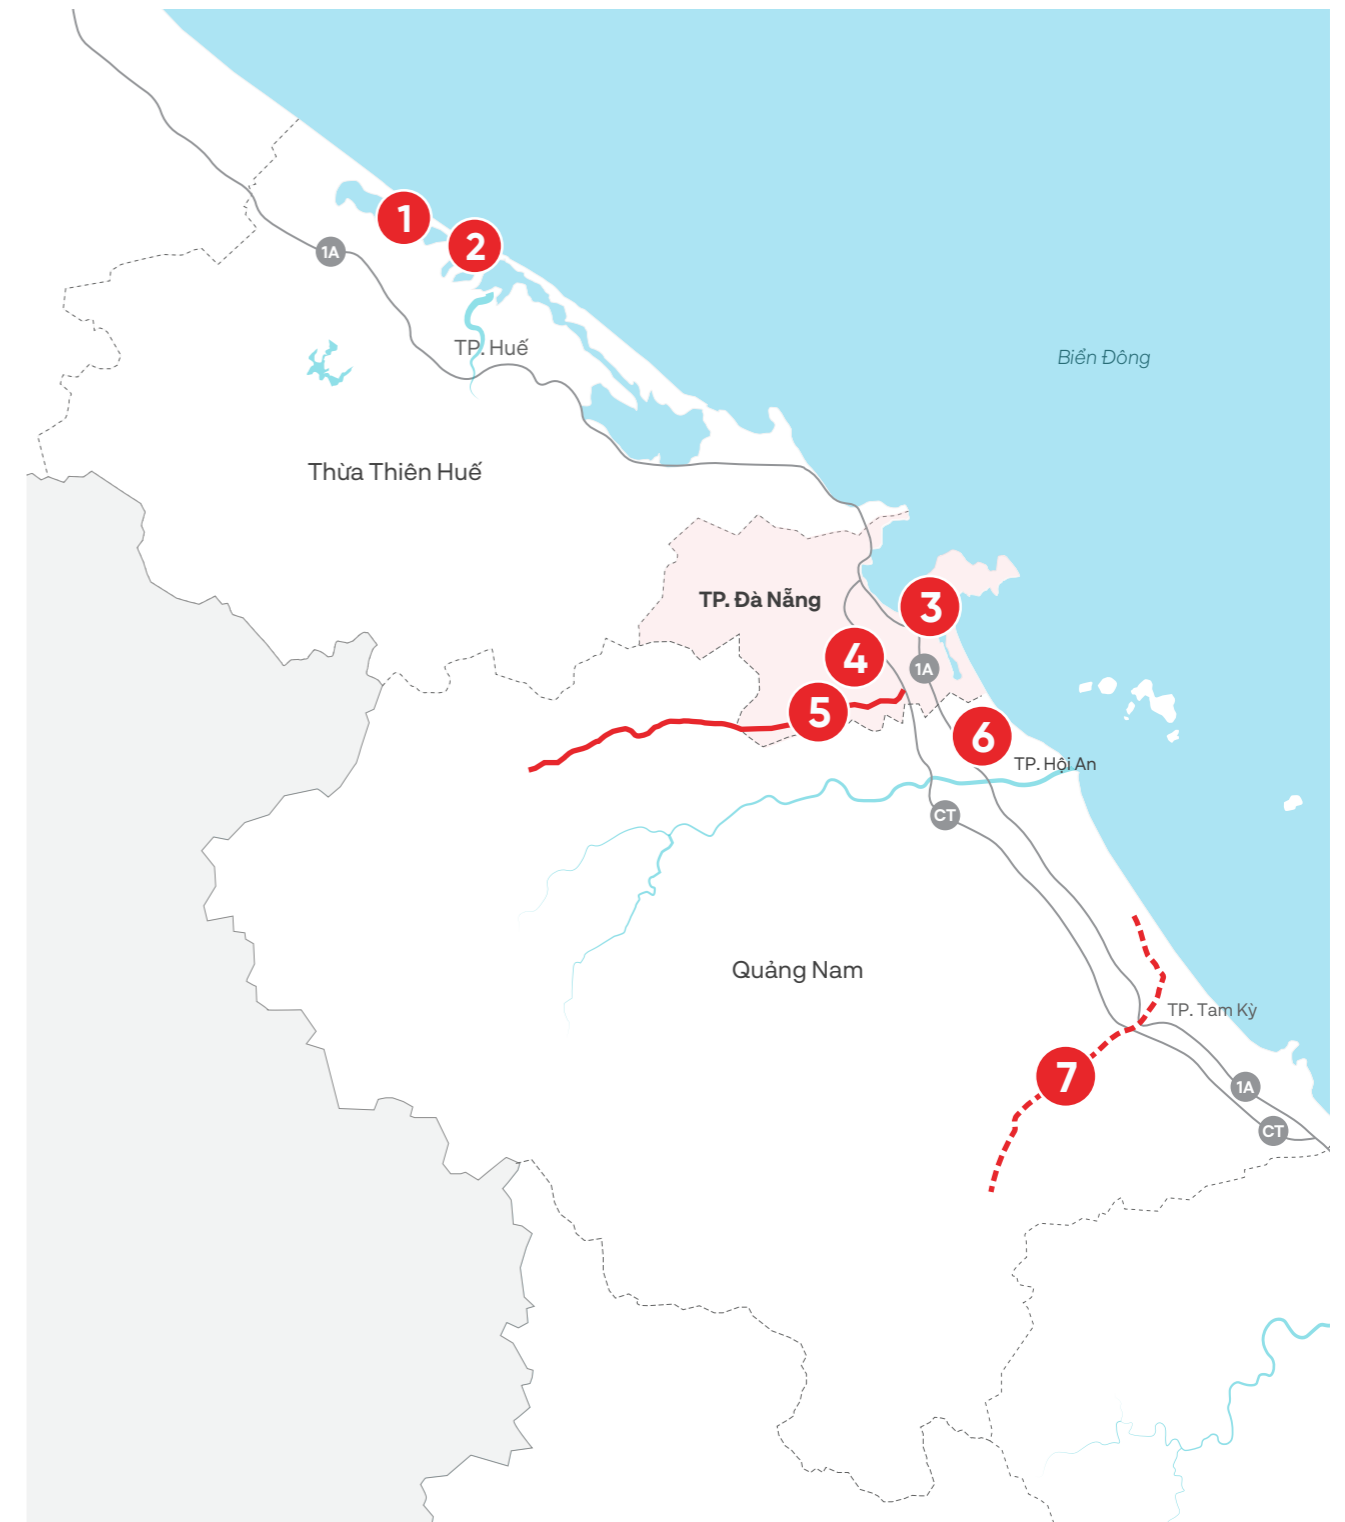 1
2
1A
TP. Huế
Biển Đông
Thừa Thiên Huế
TP. Đà Nẵng
3
4
1A
5
6
TP. Hội An
CT
Quảng Nam
TP. Tam Kỳ
7
1A
CT